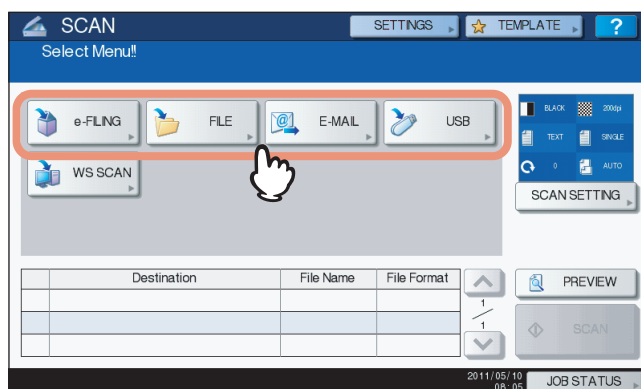 SCAN
SETTINGS
TEMPLATE
?
Select Menu!!
e-FILING
FILE
@
E-MAIL
USB
WS SCAN
BLACK
200dpi
TEXT
SINGLE
0
AUTO
SCAN SETTING
Destination
File Name
File Format
1
1
PREVIEW
SCAN
2011/05/10
08:05
JOB STATUS